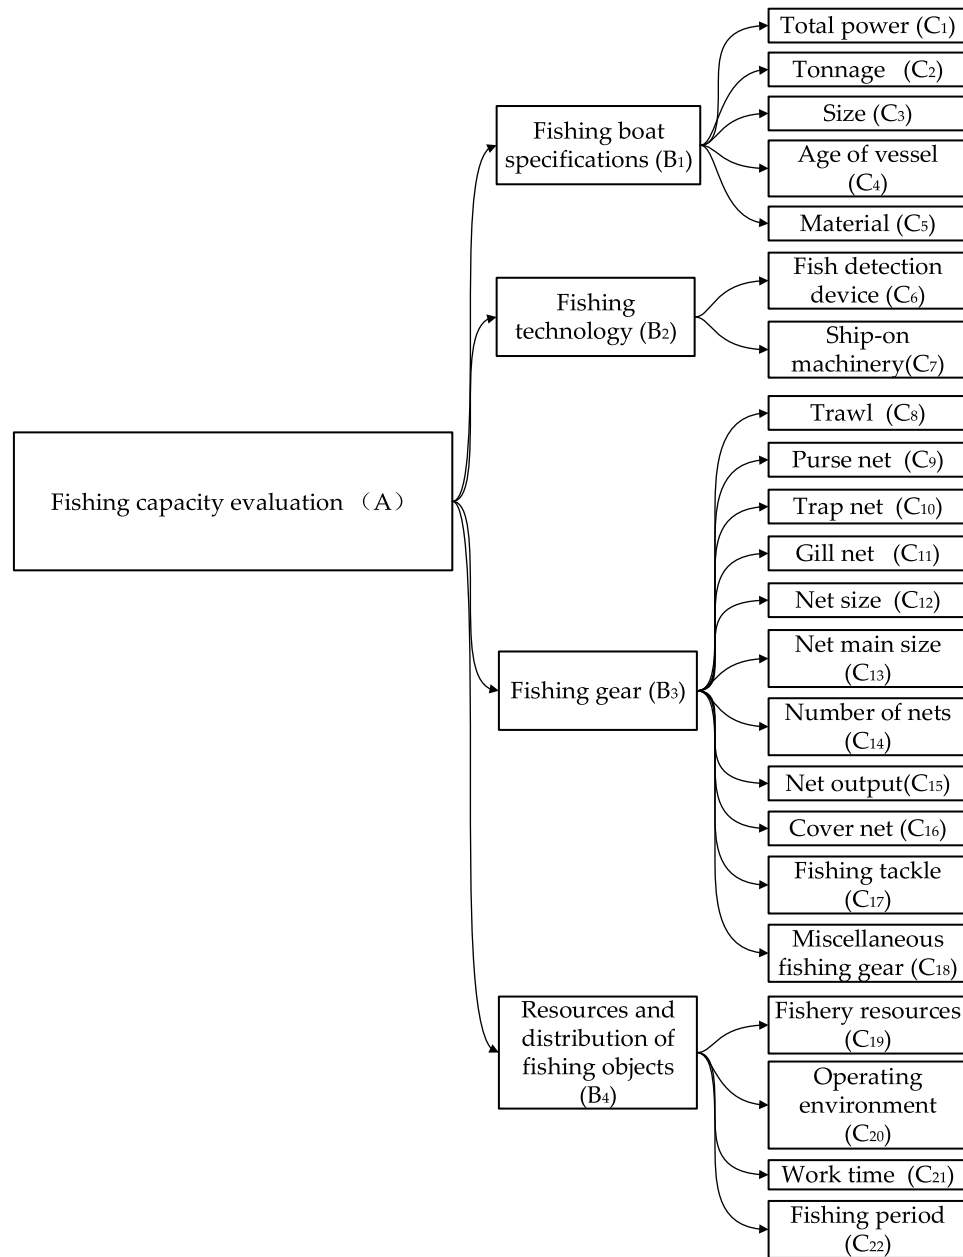 Total power (C1)
Tonnage (C2)
Size (C3)
Age of vessel
(C4)
Material (C5)
Fishing boat
specifications (B1)
Fish detection
device (C6)
Ship-on
machinery(C7)
Fishing
technology (B2)
Fishing capacity evaluation （A）
Trawl (C8)
Purse net (C9)
Trap net (C10)
Gill net (C11)
Net size (C12)
Net main size
(C13)
Number of nets
(C14)
Net output(C15)
Cover net (C16)
Fishing tackle
(C17)
Miscellaneous
fishing gear (C18)
Fishing gear (B3)
Resources and
distribution of
fishing objects
(B4)
Fishery resources
(C19)
Operating
environment
(C20)
Work time (C21)
Fishing period
(C22)